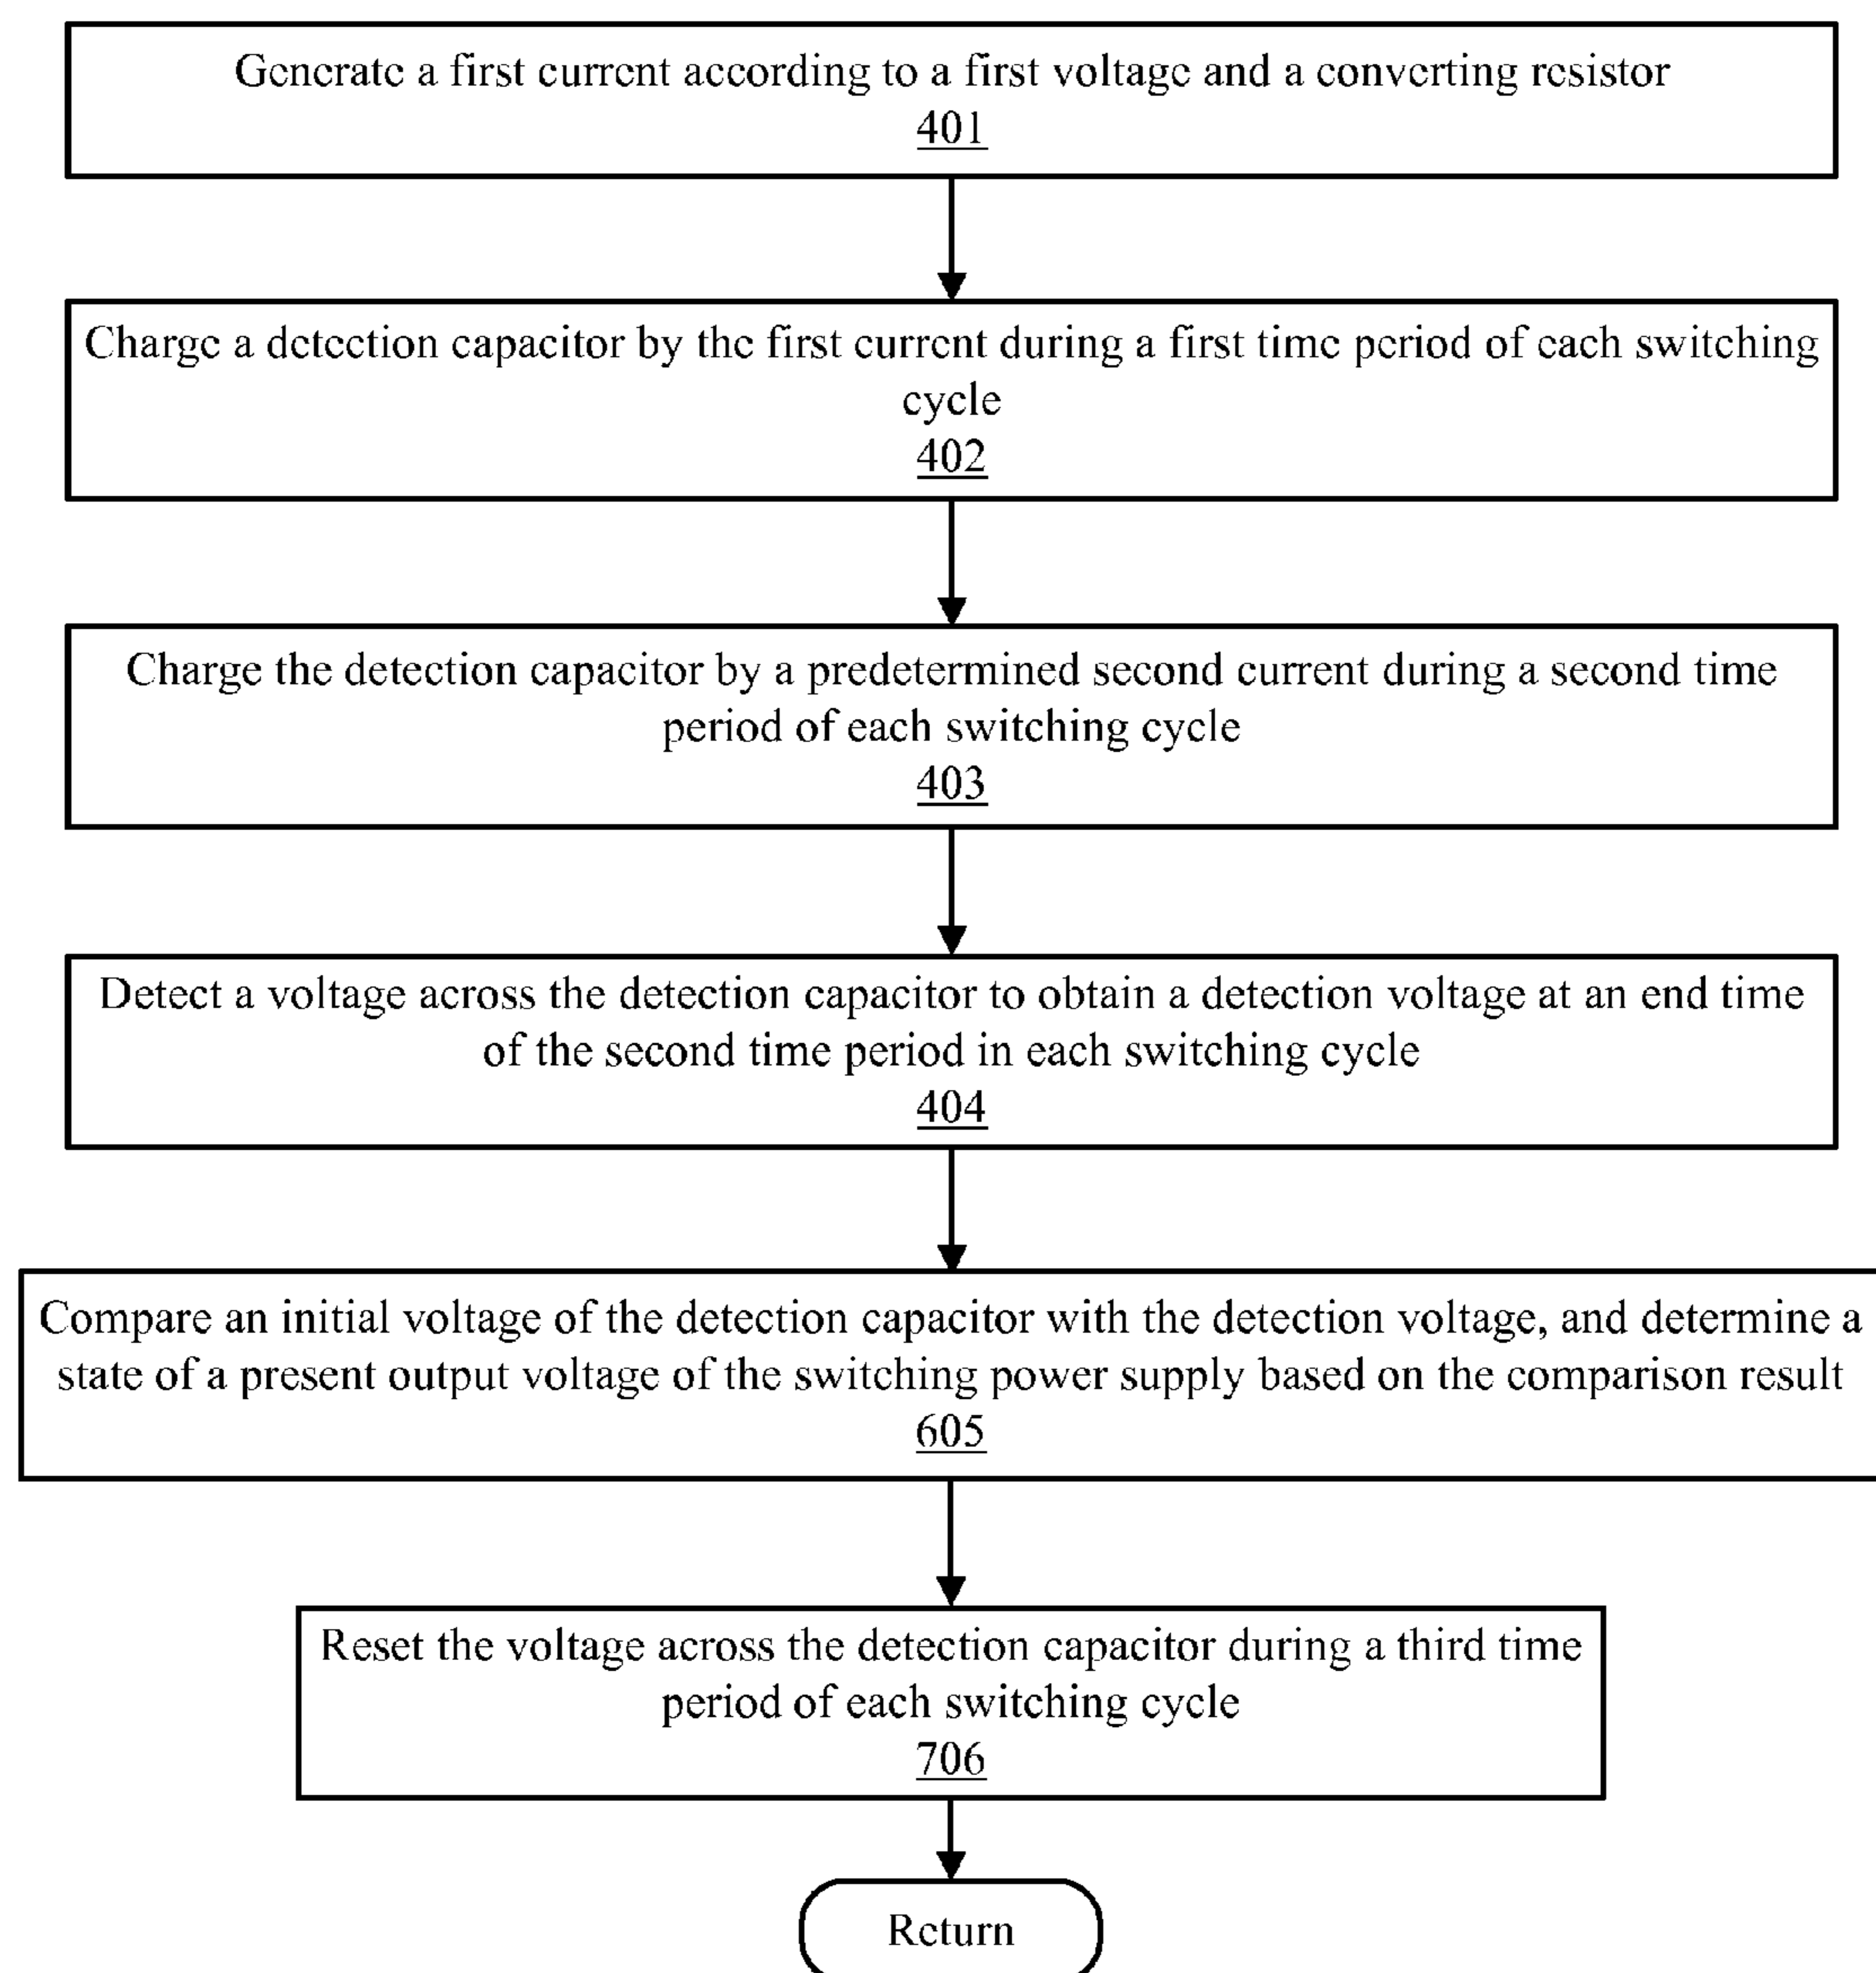 Generate a first current according to a first voltage and a converting resistor
401
Charge a detection capacitor by the first current during a first time period of each switching
cycle
402
Charge the detection capacitor by a predetermined second current during a second time
period of each switching cycle
403
Detect a voltage across the detection capacitor to obtain a detection voltage at an end time
of the second time period in each switching cycle
404
Compare an initial voltage of the detection capacitor with the detection voltage, and determine a
state of a present output voltage of the switching power supply based on the comparison result
605
Reset the voltage across the detection capacitor during a third time
period of each switching cycle
706
Return